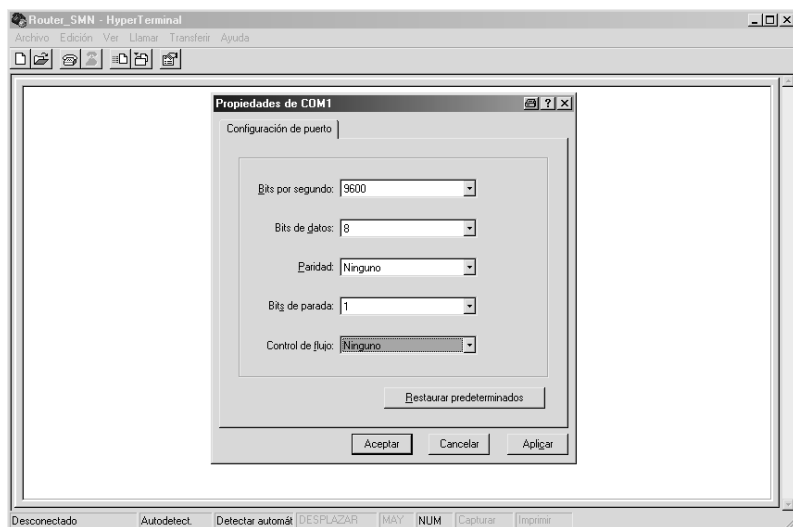 Router_SMN - HyperTerminal
Archivo Edición Ver Llamar Transferir Ayuda
Propiedades de COM1
Configuración de puerto
Bits por segundo: 9600
Bits de datos: 8
Paridad: Ninguno
Bits de parada: 1
Control de flujo: Ninguno
Restaurar predeterminados
Aceptar Cancelar Aplicar
Desconectado Autodetect. Detectar automát DESPLAZAR MAY NUM Capturar Imprimir